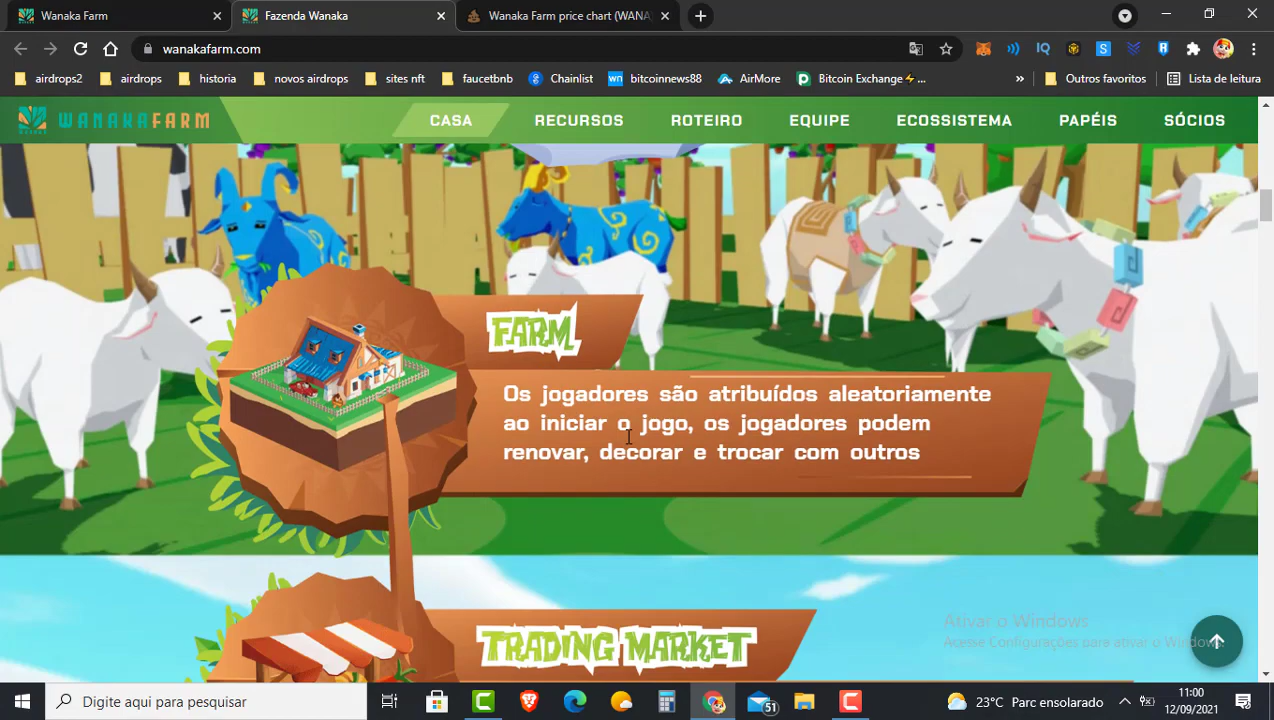 Wanaka Farm
Fazenda Wanaka
Wanaka Farm price chart (WANA
wanakafarm.com
airdrops2
airdrops
historia
novos airdrops
sites nft
faucetbnb
Chainlist
wn bitcoinnews88
AirMore
Bitcoin Exchange⚡...
»
Outros favoritos
Lista de leitura
WANAKAFARM
CASA
RECURSOS
ROTEIRO
EQUIPE
ECOSSISTEMA
PAPÉIS
SÓCIOS
FARM
Os jogadores são atribuídos aleatoriamente
ao iniciar o jogo, os jogadores podem
renovar, decorar e trocar com outros
TRADING MARKET
Ativar o Windows
Acesse Configurações para ativar o Windows.
Digite aqui para pesquisar
51
23°C Parc ensolarado
11:00
12/09/2021